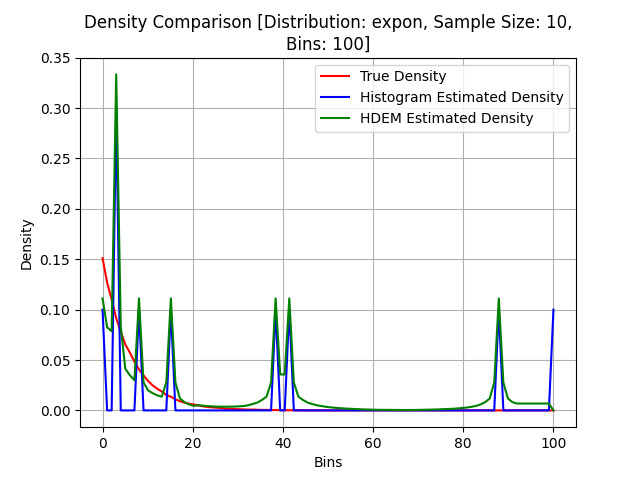 Density Comparison [Distribution: expon, Sample Size: 10,
Bins: 100]
True Density
Histogram Estimated Density
HDEM Estimated Density
Density
0.35
0.30
0.25
0.20
0.15
0.10
0.05
0.00
0 20 40 60 80 100
Bins